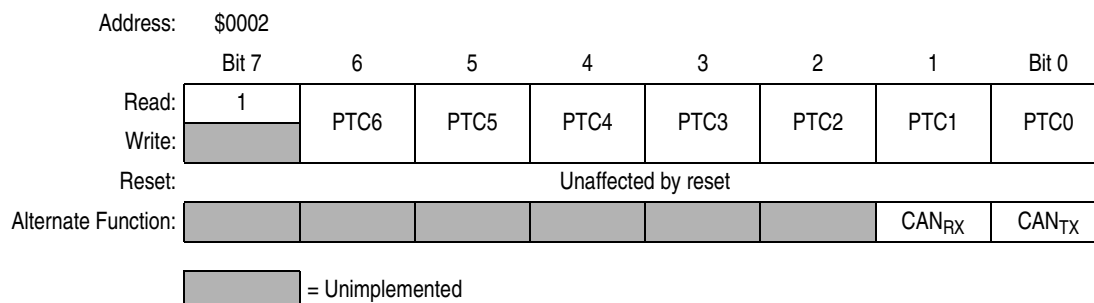 Address: $0002
Bit 7 6 5 4 3 2 1 Bit 0
Read: 1 PTC6 PTC5 PTC4 PTC3 PTC2 PTC1 PTC0
Write:
Reset: Unaffected by reset
Alternate Function: CANRX CANTX
= Unimplemented